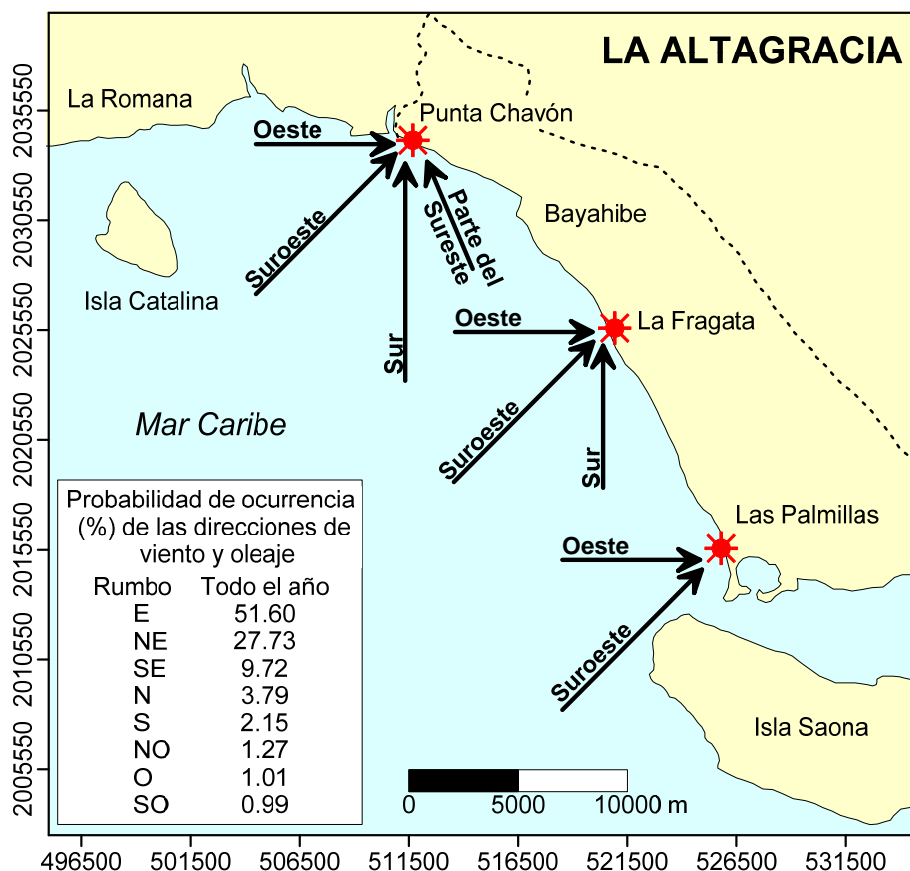 LA ALTAGRACIA
La Romana
Punta Chavón
Oeste
Suroeste
Sur
Parte del
Sureste
Bayahibe
Isla Catalina
Oeste
La Fragata
Suroeste
Sur
Mar Caribe
Las Palmillas
Oeste
Suroeste
Isla Saona
Probabilidad de ocurrencia
(%) de las direcciones de
viento y oleaje
Rumbo Todo el año
E 51.60
NE 27.73
SE 9.72
N 3.79
S 2.15
NO 1.27
O 1.01
SO 0.99
0 5000 10000 m
2035550
2030550
2025550
2020550
2015550
2010550
2005550
496500 501500 506500 511500 516500 521500 526500 531500